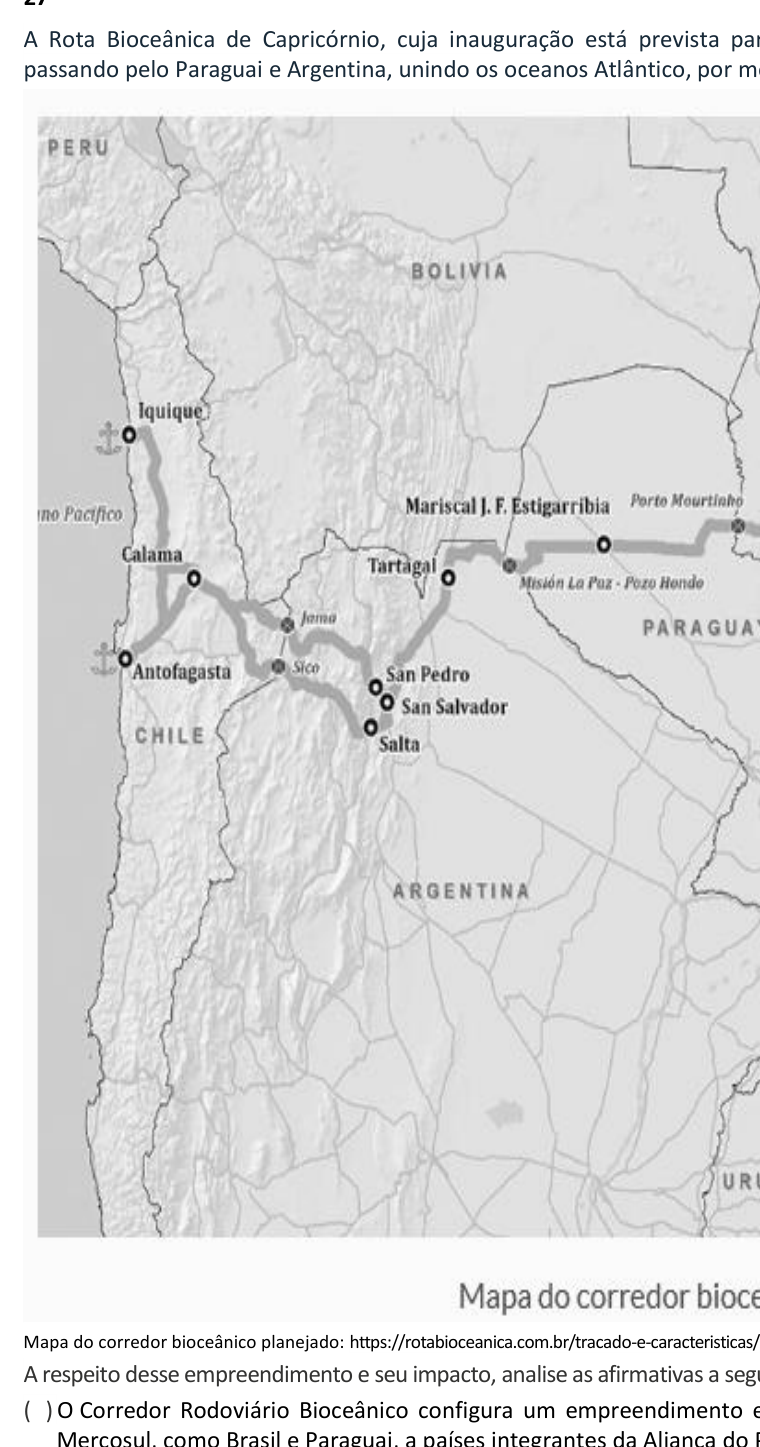 27
A Rota Bioceânica de Capricórnio, cuja inauguração está prevista
passando pelo Paraguai e Argentina, unindo os oceanos Atlântico, por
PERU
BOLIVIA
Iquique
Mariscal J. F. Estigarribia
Porto Mourtinho
Pacífico
Calama
Tartagal
Misión La Paz - Pozo Hondo
Jama
PARAGUA
Sico
San Pedro
Antofagasta
San Salvador
CHILE
Salta
ARGENTINA
URU
Mapa do corredor bioce
Mapa do corredor bioceânico planejado: https://rotabioceanica.com.br/tracado-e-caracteristicas/
A respeito desse empreendimento e seu impacto, analise as afirmativas a
( ) O Corredor Rodoviário Bioceânico configura um empreendimento
Mercosul, como Brasil e Paraguai, a países integrantes da Aliança do